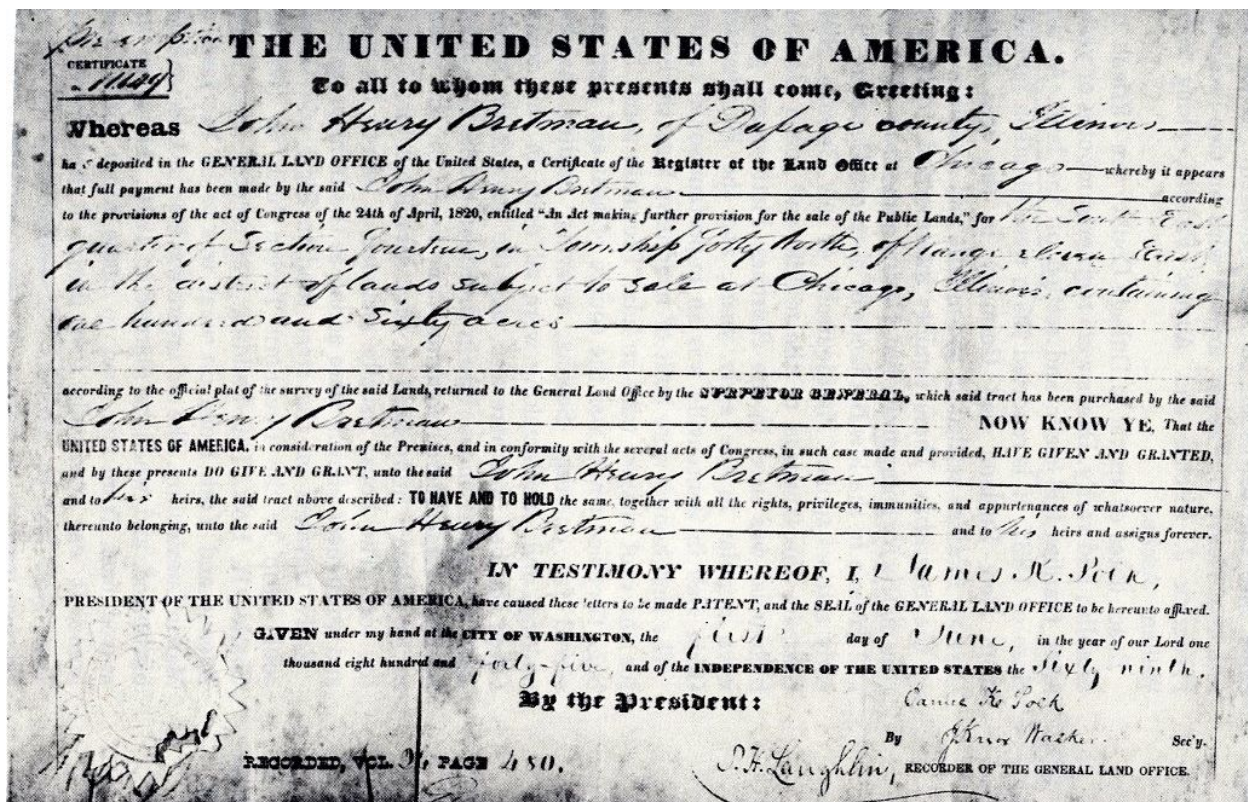 Pre-emption
THE UNITED STATES OF AMERICA.
CERTIFICATE
To all to whom these presents shall come, Greeting:
Whereas John Henry Bretman, of DuPage county, Illinois
has deposited in the GENERAL LAND OFFICE of the United States, a Certificate of the Register of the Land Office at Chicago whereby it appears
that full payment has been made by the said John Henry Bretman according
to the provisions of the act of Congress of the 24th of April, 1820, entitled "An Act making further provision for the sale of the Public Lands," for the South East
quarter of Section fourteen, in Township forty North, of Range eleven East,
in the district of lands subject to sale at Chicago, Illinois, containing
one hundred and sixty acres
according to the official plat of the survey of the said Lands, returned to the General Land Office by the SURVEYOR GENERAL, which said tract has been purchased by the said
John Henry Bretman NOW KNOW YE, That the
UNITED STATES OF AMERICA, in consideration of the Premises, and in conformity with the several acts of Congress, in such case made and provided, HAVE GIVEN AND GRANTED,
and by these presents DO GIVE AND GRANT, unto the said John Henry Bretman
and to his heirs, the said tract above described: TO HAVE AND TO HOLD the same, together with all the rights, privileges, immunities, and appurtenances of whatsoever nature,
thereunto belonging, unto the said John Henry Bretman and to his heirs and assigns forever.
IN TESTIMONY WHEREOF, I, James K. Polk,
PRESIDENT OF THE UNITED STATES OF AMERICA, have caused these letters to be made PATENT, and the SEAL of the GENERAL LAND OFFICE to be hereunto affixed.
GIVEN under my hand at the CITY OF WASHINGTON, the first day of June, in the year of our Lord one
thousand eight hundred and forty-five, and of the INDEPENDENCE OF THE UNITED STATES the sixty ninth.
By the President: James K. Polk
By J. Knox Walker Sec'y.
RECORDED, VOL. PAGE 480. S. H. Laughlin, RECORDER OF THE GENERAL LAND OFFICE.